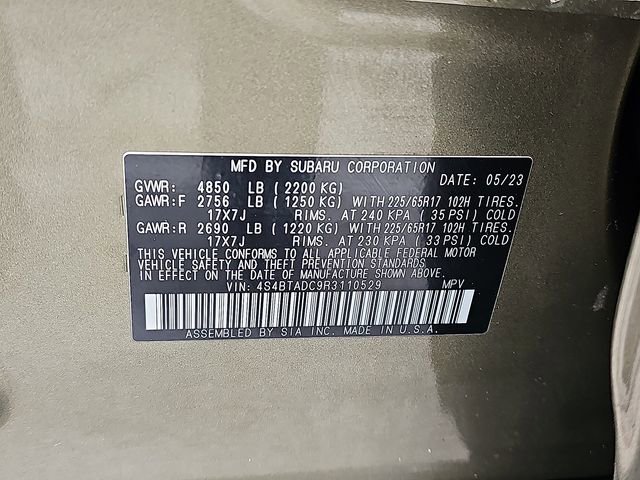 MFD BY SUBARU CORPORATION
GVWR: 4850 LB ( 2200 KG) DATE: 05/23
GAWR:F 2756 LB ( 1250 KG) WITH 225/65R17 102H TIRES.
17X7J RIMS. AT 240 KPA ( 35 PSI) COLD
GAWR:R 2690 LB ( 1220 KG) WITH 225/65R17 102H TIRES.
17X7J RIMS. AT 230 KPA ( 33 PSI) COLD
THIS VEHICLE CONFORMS TO ALL APPLICABLE FEDERAL MOTOR
VEHICLE SAFETY AND THEFT PREVENTION STANDARDS
IN EFFECT ON THE DATE OF MANUFACTURE SHOWN ABOVE.
VIN: 4S4BTADC9R3110529 MPV
ASSEMBLED BY SIA INC. MADE IN U.S.A.